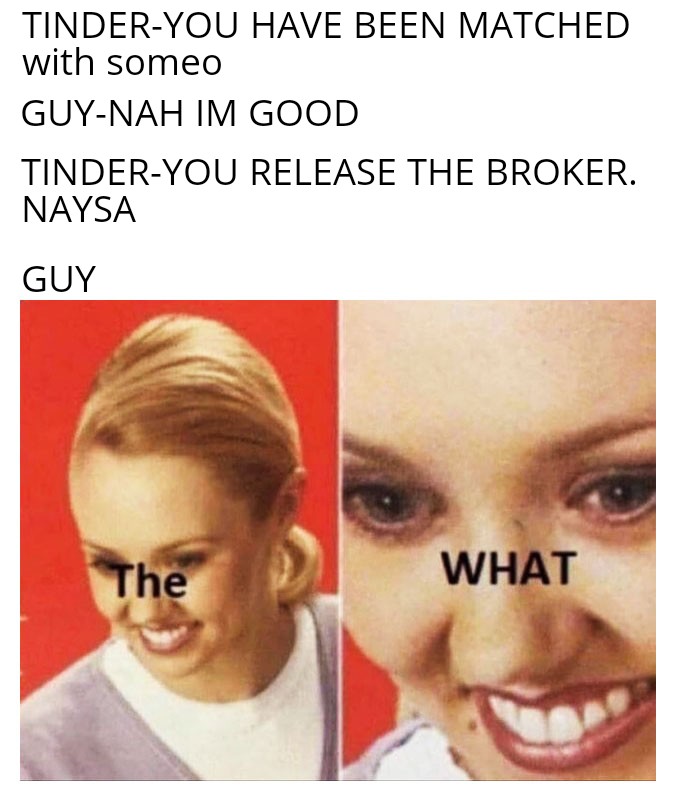 TINDER-YOU HAVE BEEN MATCHED
with someo
GUY-NAH IM GOOD
TINDER-YOU RELEASE THE BROKER.
NAYSA
GUY
The
WHAT